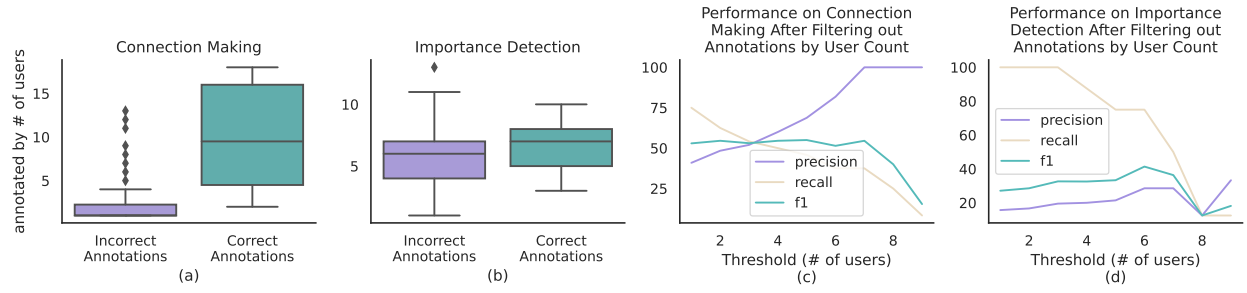 Connection Making
annotated by # of users
15
10
5
Incorrect
Annotations
Correct
Annotations
(a)
Importance Detection
10
5
Incorrect
Annotations
Correct
Annotations
(b)
Performance on Connection
Making After Filtering out
Annotations by User Count
100
75
50
25
precision
recall
f1
2
4
6
8
Threshold (# of users)
(c)
Performance on Importance
Detection After Filtering out
Annotations by User Count
100
80
60
40
20
precision
recall
f1
2
4
6
8
Threshold (# of users)
(d)